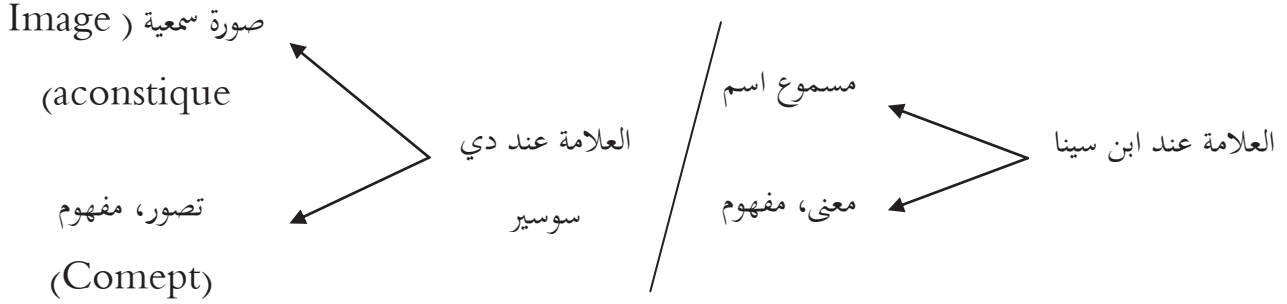 العلامة عند ابن سينا
مسموع اسم
معنى، مفهوم
العلامة عند دي
سوسير
صورة سمعية ( Image
aconstique)
تصور، مفهوم
(Comept)